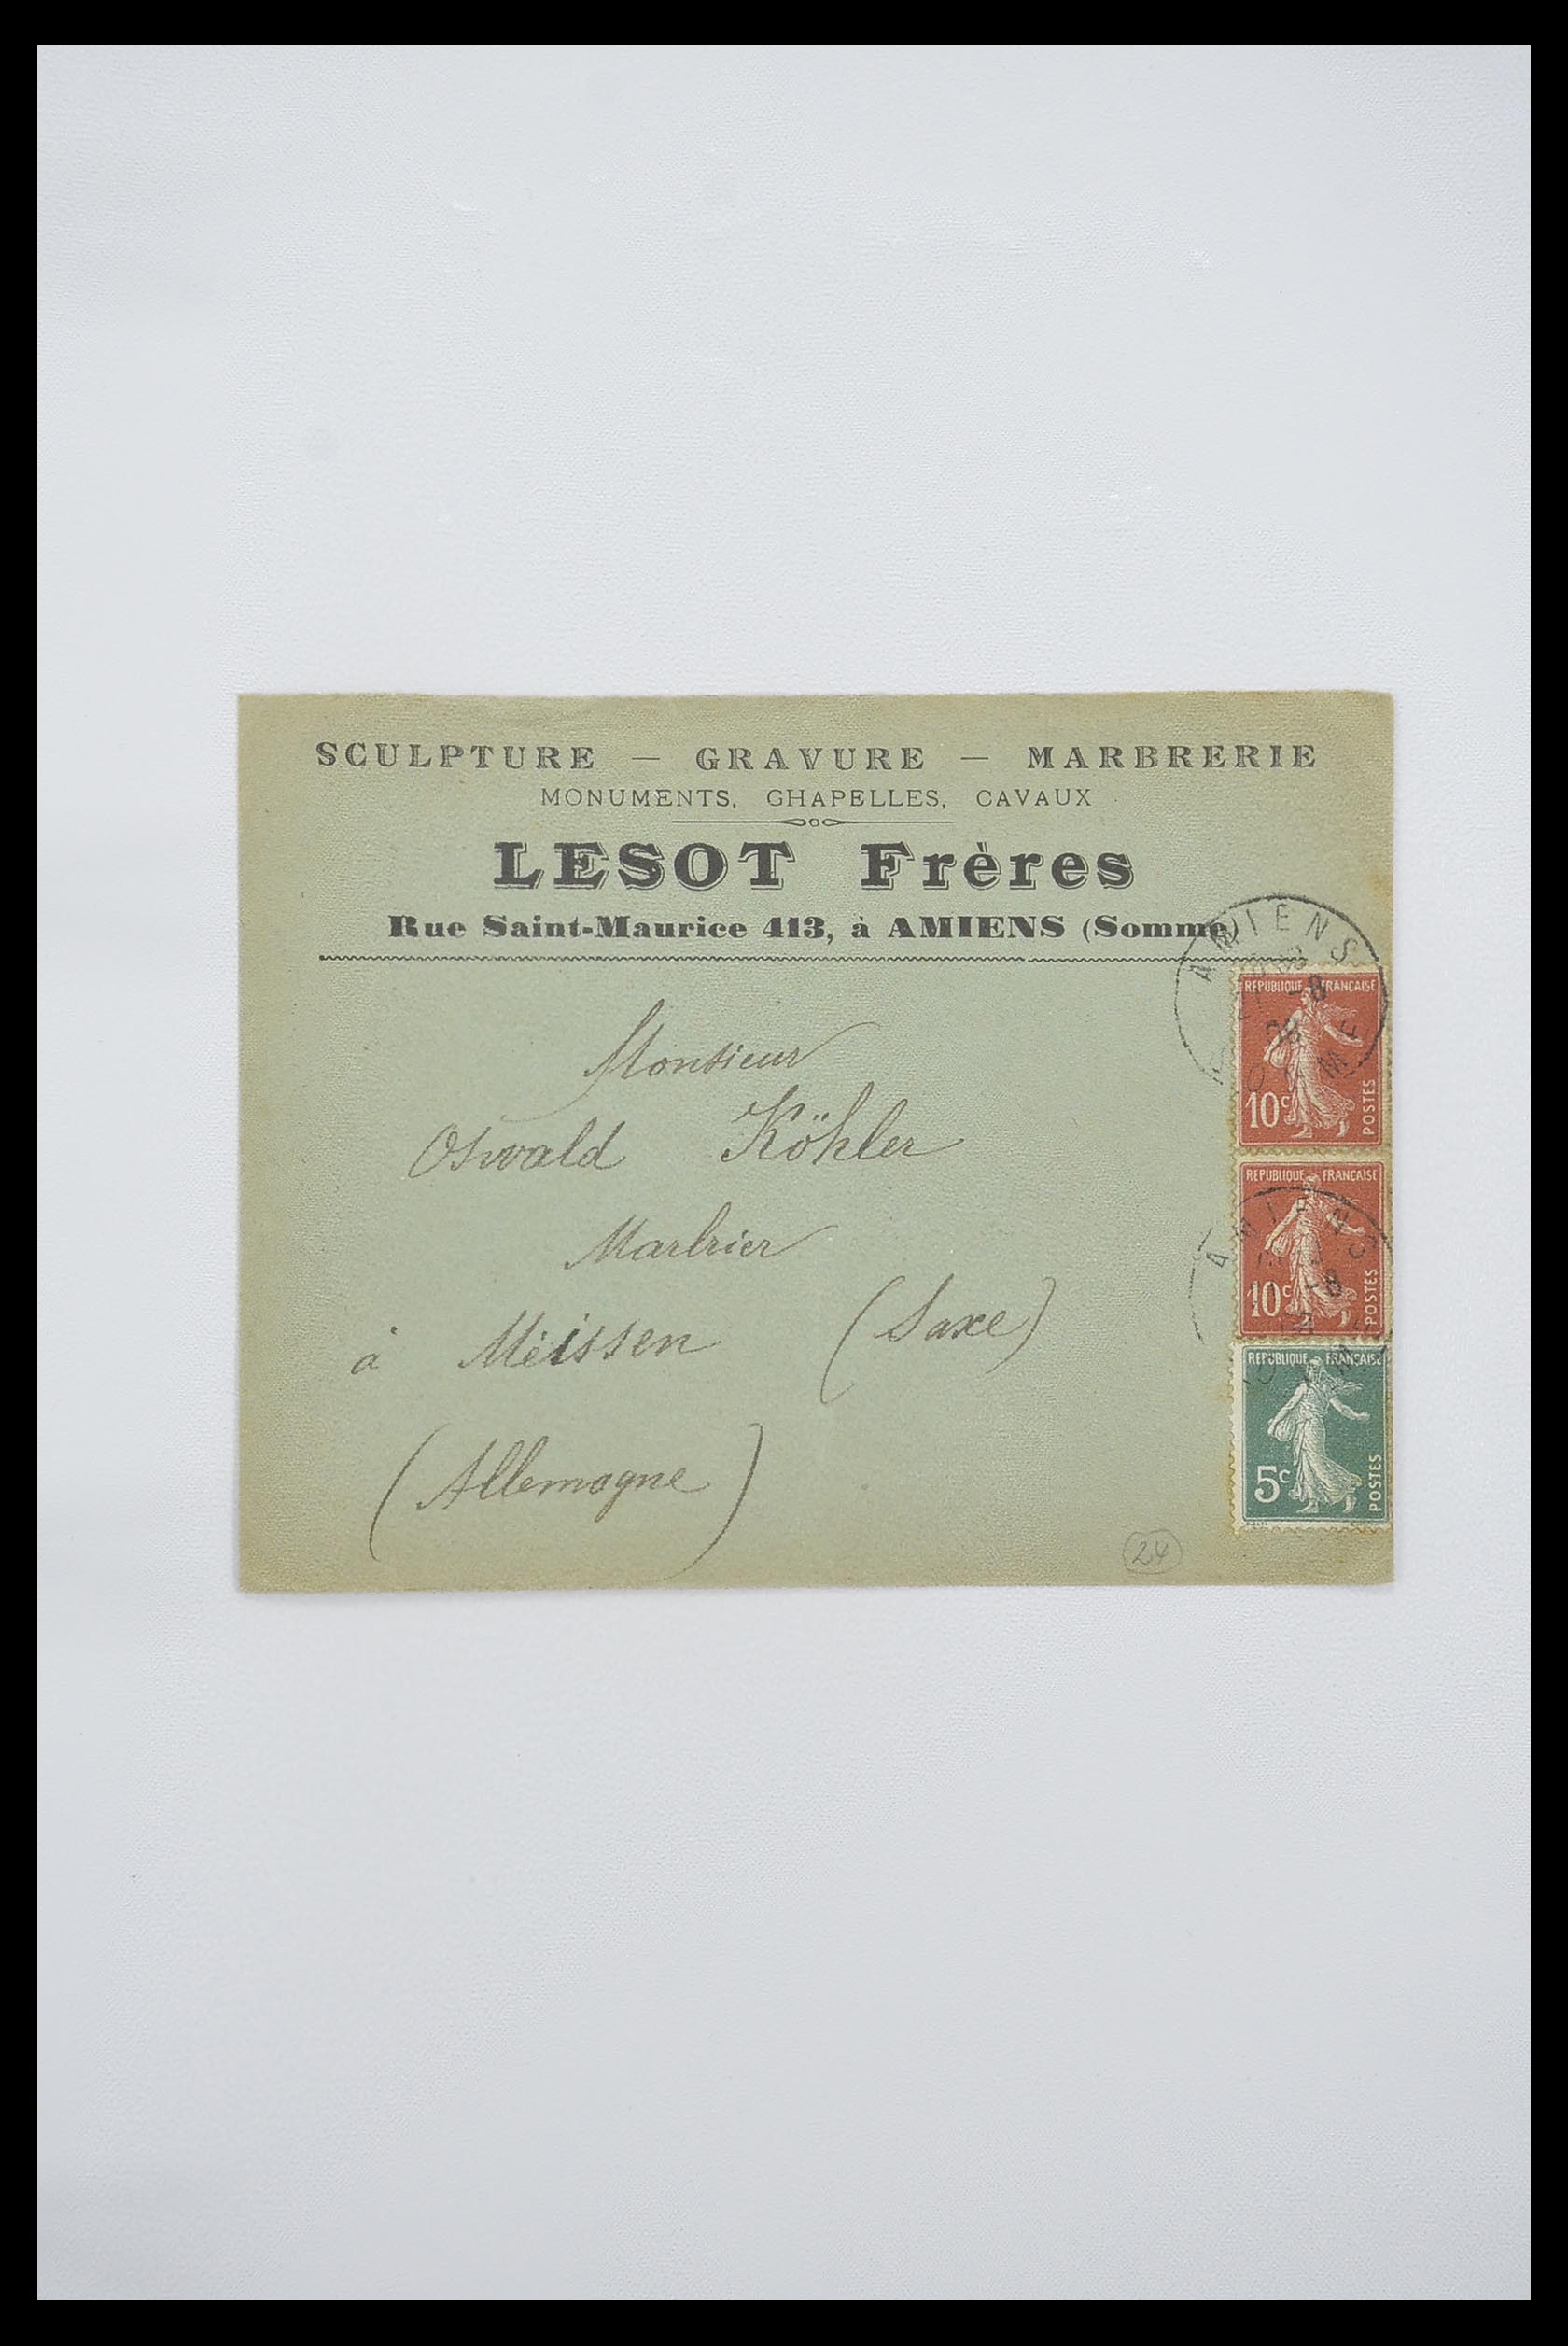 SCULPTURE — GRAVURE — MARBRERIE
MONUMENTS, CHAPELLES, CAVAUX
LESOT Frères
Rue Saint-Maurice 413, à AMIENS (Somme)
AMIENS
REPUBLIQUE FRANÇAISE
10c
POSTES
REPUBLIQUE FRANÇAISE
10c
POSTES
REPUBLIQUE FRANÇAISE
5c
POSTES
Monsieur
Oswald Köhler
Marbrier
à Méissen (Saxe)
(Allemagne)
24